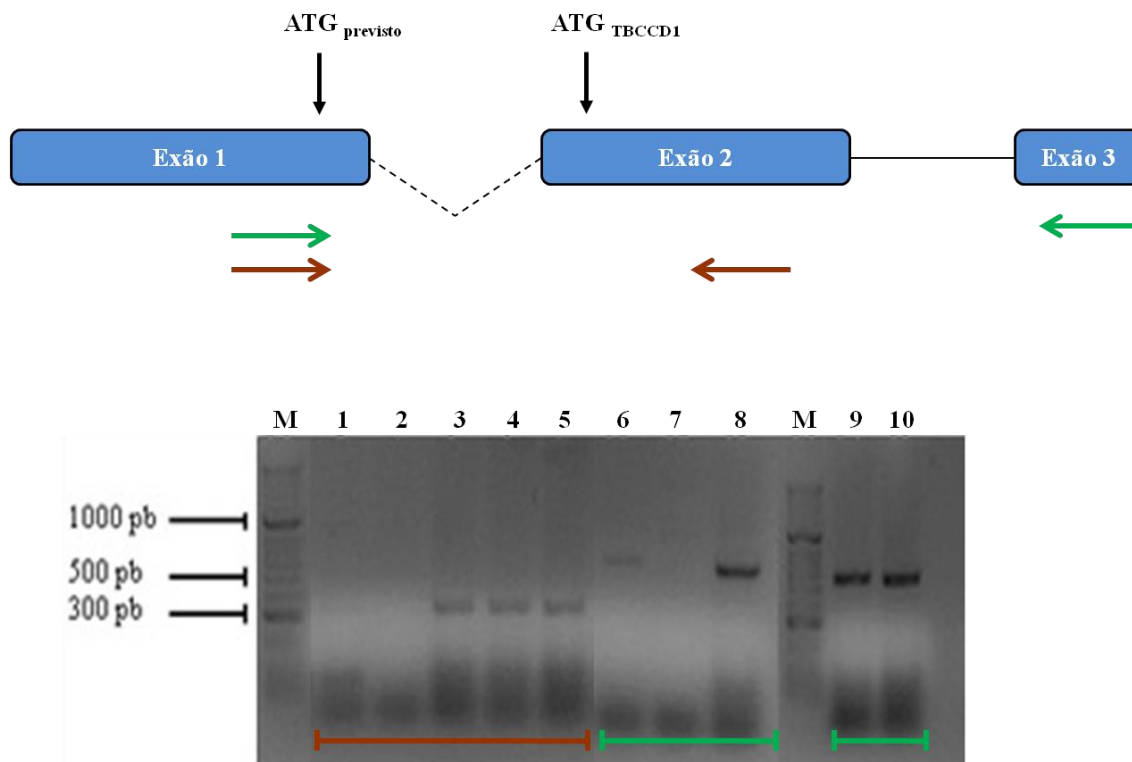 ATG previsto ATG TBCCD1
Exão 1 Exão 2 Exão 3
M 1 2 3 4 5 6 7 8 M 9 10
1000 pb
500 pb
300 pb